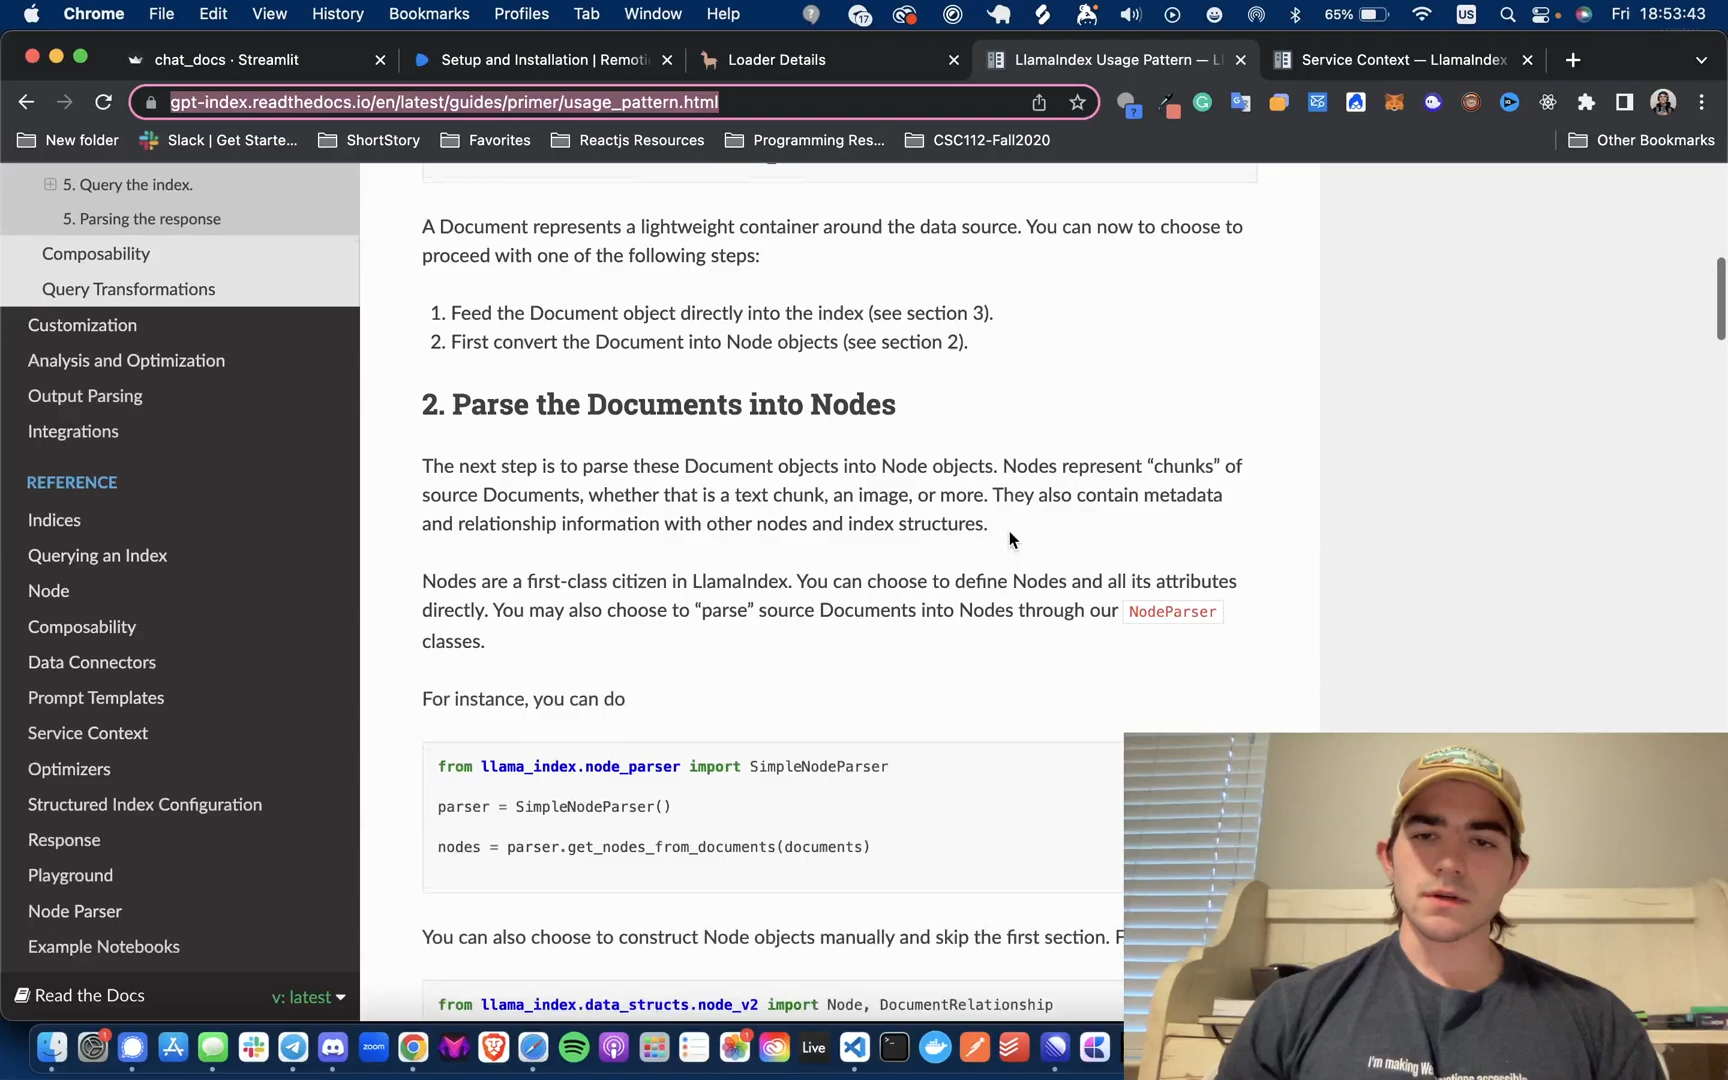 Chrome File Edit View History Bookmarks Profiles Tab Window Help 17 65% US Fri 18:53:43
chat_docs · Streamlit Setup and Installation | Remoti Loader Details LlamaIndex Usage Pattern — Ll Service Context — LlamaIndex
gpt-index.readthedocs.io/en/latest/guides/primer/usage_pattern.html
New folder Slack | Get Starte... ShortStory Favorites Reactjs Resources Programming Res... CSC112-Fall2020 Other Bookmarks
5. Query the index.
5. Parsing the response
Composability
Query Transformations
Customization
Analysis and Optimization
Output Parsing
Integrations
REFERENCE
Indices
Querying an Index
Node
Composability
Data Connectors
Prompt Templates
Service Context
Optimizers
Structured Index Configuration
Response
Playground
Node Parser
Example Notebooks
Read the Docs v: latest
A Document represents a lightweight container around the data source. You can now to choose to
proceed with one of the following steps:
1. Feed the Document object directly into the index (see section 3).
2. First convert the Document into Node objects (see section 2).
2. Parse the Documents into Nodes
The next step is to parse these Document objects into Node objects. Nodes represent “chunks” of
source Documents, whether that is a text chunk, an image, or more. They also contain metadata
and relationship information with other nodes and index structures.
Nodes are a first-class citizen in LlamaIndex. You can choose to define Nodes and all its attributes
directly. You may also choose to “parse” source Documents into Nodes through our NodeParser
classes.
For instance, you can do
from llama_index.node_parser import SimpleNodeParser
parser = SimpleNodeParser()
nodes = parser.get_nodes_from_documents(documents)
You can also choose to construct Node objects manually and skip the first section. F
from llama_index.data_structs.node_v2 import Node, DocumentRelationship
I'm making We
accessible
zoom Live